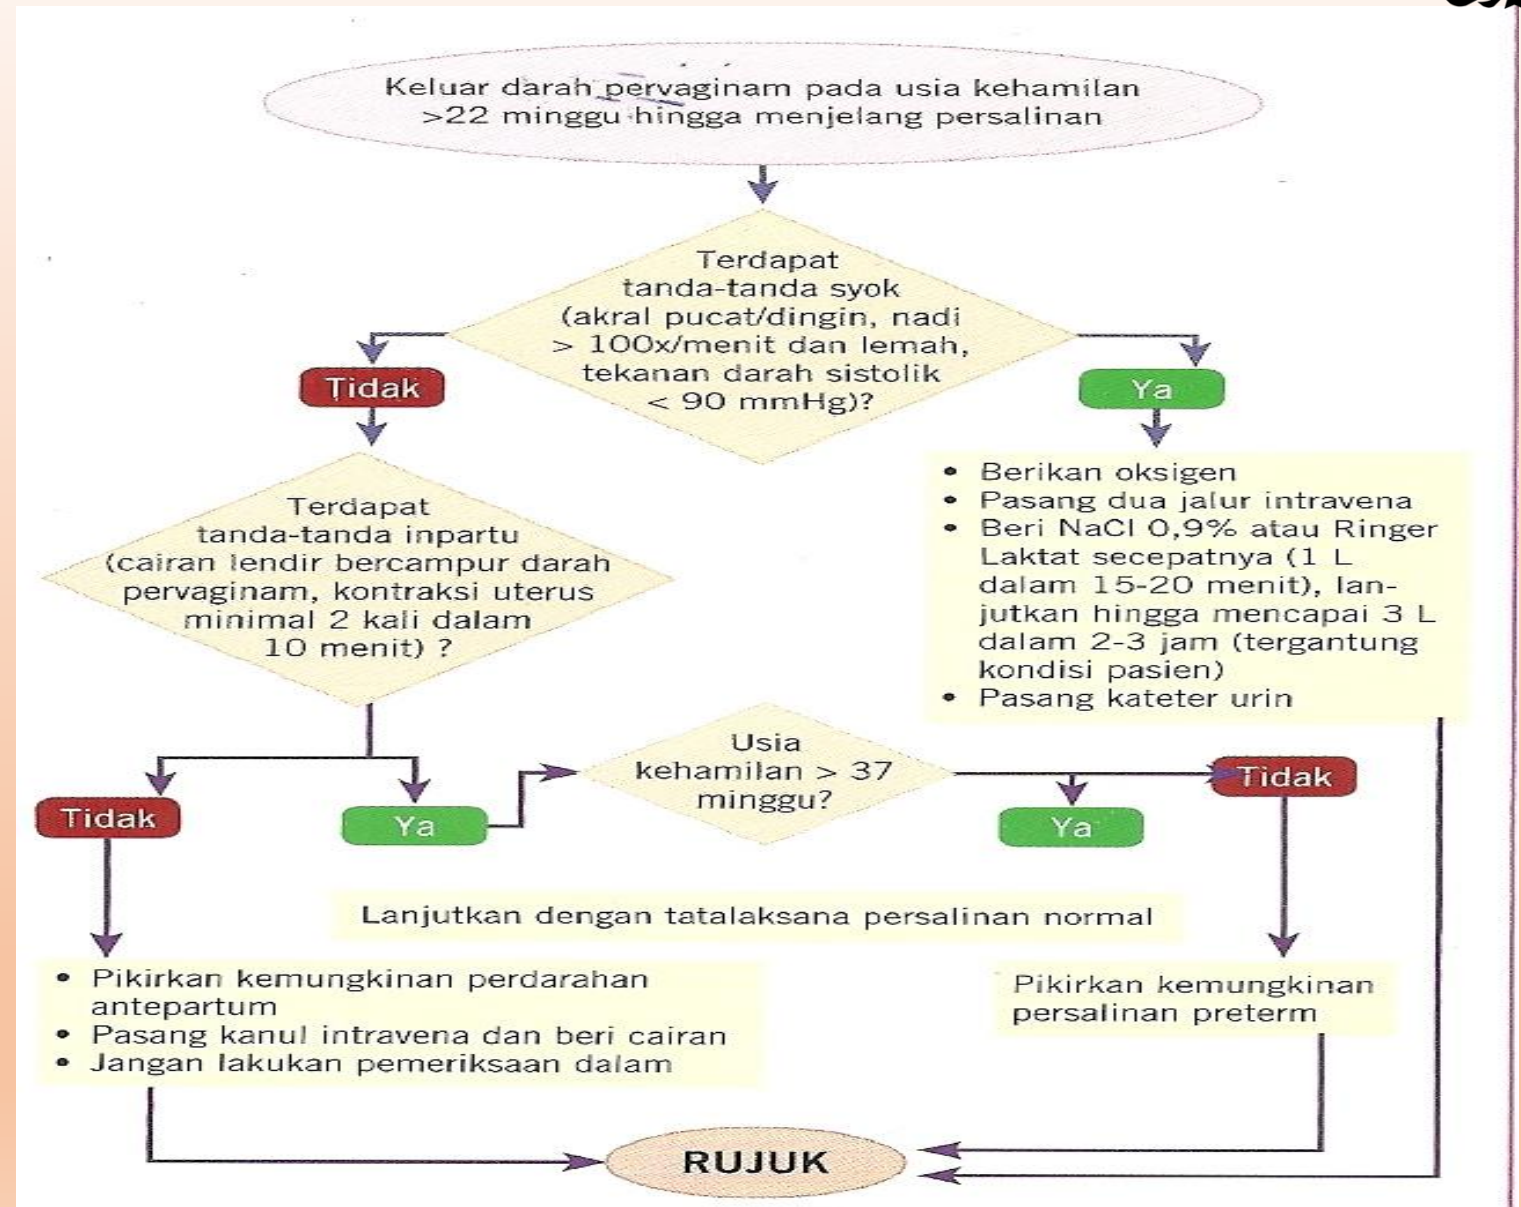 Keluar darah pervaginam pada usia kehamilan
>22 minggu hingga menjelang persalinan
Terdapat
tanda-tanda syok
(akral pucat/dingin, nadi
> 100x/menit dan lemah,
tekanan darah sistolik
< 90 mmHg)?
Tidak
Ya
Terdapat
tanda-tanda inpartu
(cairan lendir bercampur darah
pervaginam, kontraksi uterus
minimal 2 kali dalam
10 menit) ?
• Berikan oksigen
• Pasang dua jalur intravena
• Beri NaCl 0,9% atau Ringer
Laktat secepatnya (1 L
dalam 15-20 menit), lan-
jutkan hingga mencapai 3 L
dalam 2-3 jam (tergantung
kondisi pasien)
• Pasang kateter urin
Usia
kehamilan > 37
minggu?
Tidak
Ya
Ya
Tidak
Lanjutkan dengan tatalaksana persalinan normal
• Pikirkan kemungkinan perdarahan
antepartum
• Pasang kanul intravena dan beri cairan
• Jangan lakukan pemeriksaan dalam
Pikirkan kemungkinan
persalinan preterm
RUJUK